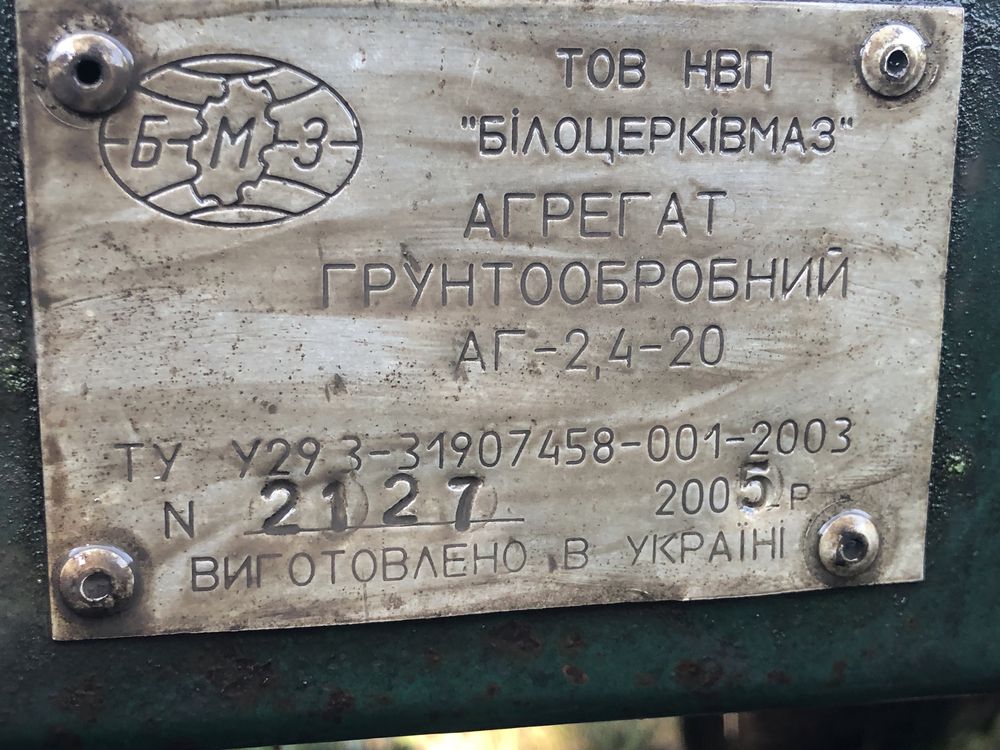 Б-М-З
ТОВ НВП
"БІЛОЦЕРКІВМАЗ"
АГРЕГАТ
ГРУНТООБРОБНИЙ
АГ-2,4-20
ТУ У29 3-31907458-001-2003
N 2127 2005 р
ВИГОТОВЛЕНО В УКРАЇНІ